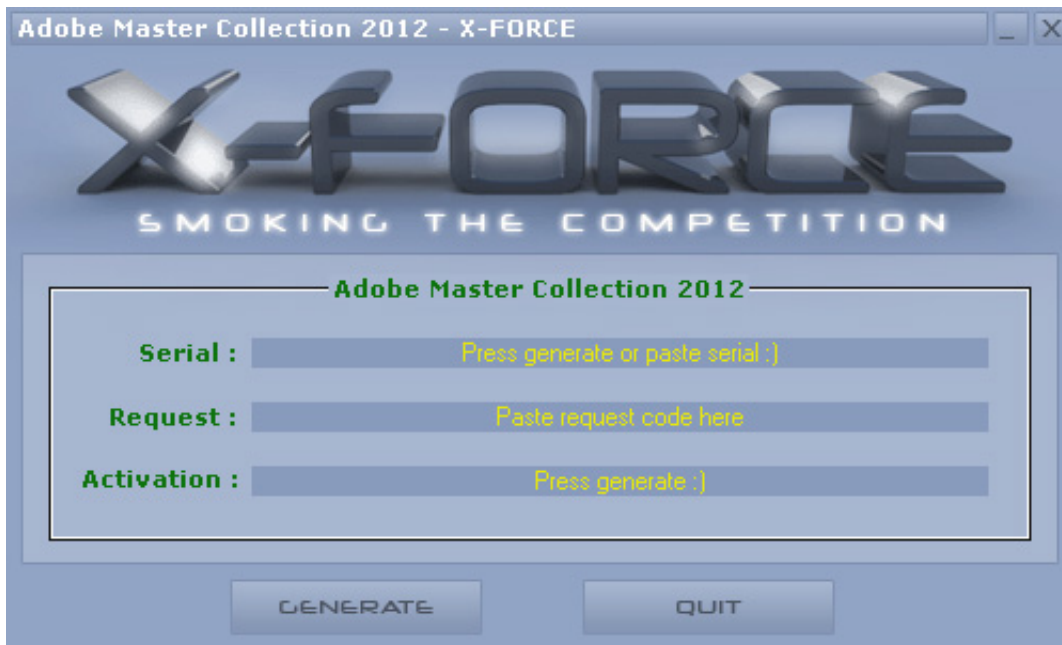 Adobe Master Collection 2012 - X-FORCE
X-FORCE
SMOKING THE COMPETITION
Adobe Master Collection 2012
Serial : Press generate or paste serial :)
Request : Paste request code here
Activation : Press generate :)
GENERATE QUIT